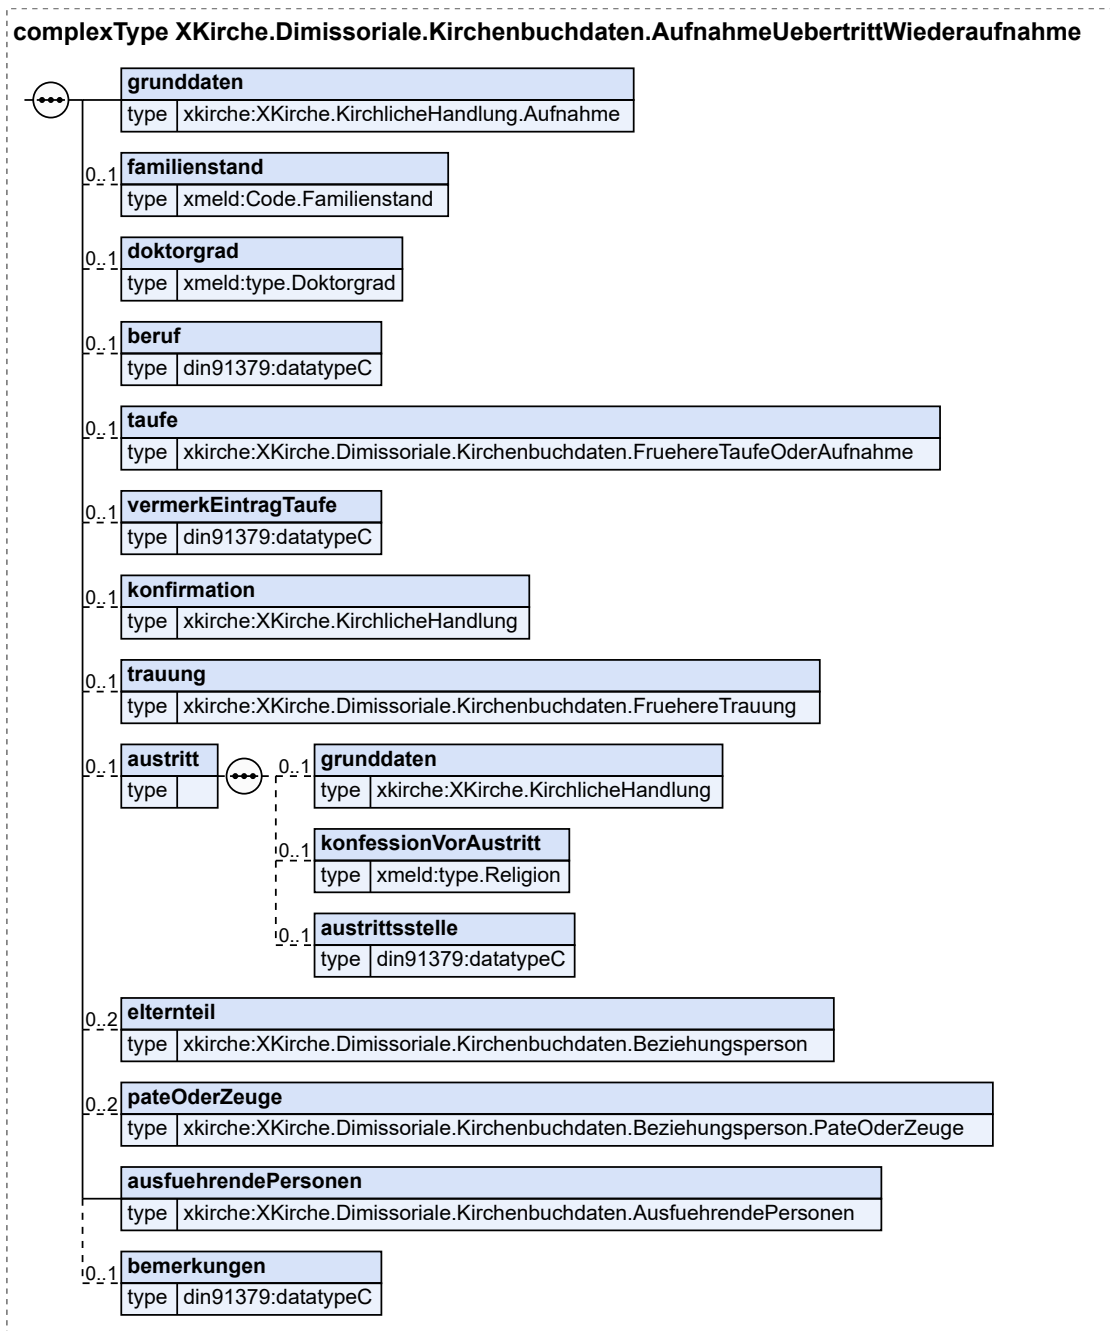 complexType XKirche.Dimissoriale.Kirchenbuchdaten.AufnahmeUebertrittWiederaufnahme
grunddaten
type xkirche:XKirche.KirchlicheHandlung.Aufnahme
0..1 familienstand
type xmeld:Code.Familienstand
0..1 doktorgrad
type xmeld:type.Doktorgrad
0..1 beruf
type din91379:datatypeC
0..1 taufe
type xkirche:XKirche.Dimissoriale.Kirchenbuchdaten.FruehereTaufeOderAufnahme
0..1 vermerkEintragTaufe
type din91379:datatypeC
0..1 konfirmation
type xkirche:XKirche.KirchlicheHandlung
0..1 trauung
type xkirche:XKirche.Dimissoriale.Kirchenbuchdaten.FruehereTrauung
0..1 austritt
type
0..1 grunddaten
type xkirche:XKirche.KirchlicheHandlung
0..1 konfessionVorAustritt
type xmeld:type.Religion
0..1 austrittsstelle
type din91379:datatypeC
0..2 elternteil
type xkirche:XKirche.Dimissoriale.Kirchenbuchdaten.Beziehungsperson
0..2 pateOderZeuge
type xkirche:XKirche.Dimissoriale.Kirchenbuchdaten.Beziehungsperson.PateOderZeuge
ausfuehrendePersonen
type xkirche:XKirche.Dimissoriale.Kirchenbuchdaten.AusfuehrendePersonen
0..1 bemerkungen
type din91379:datatypeC